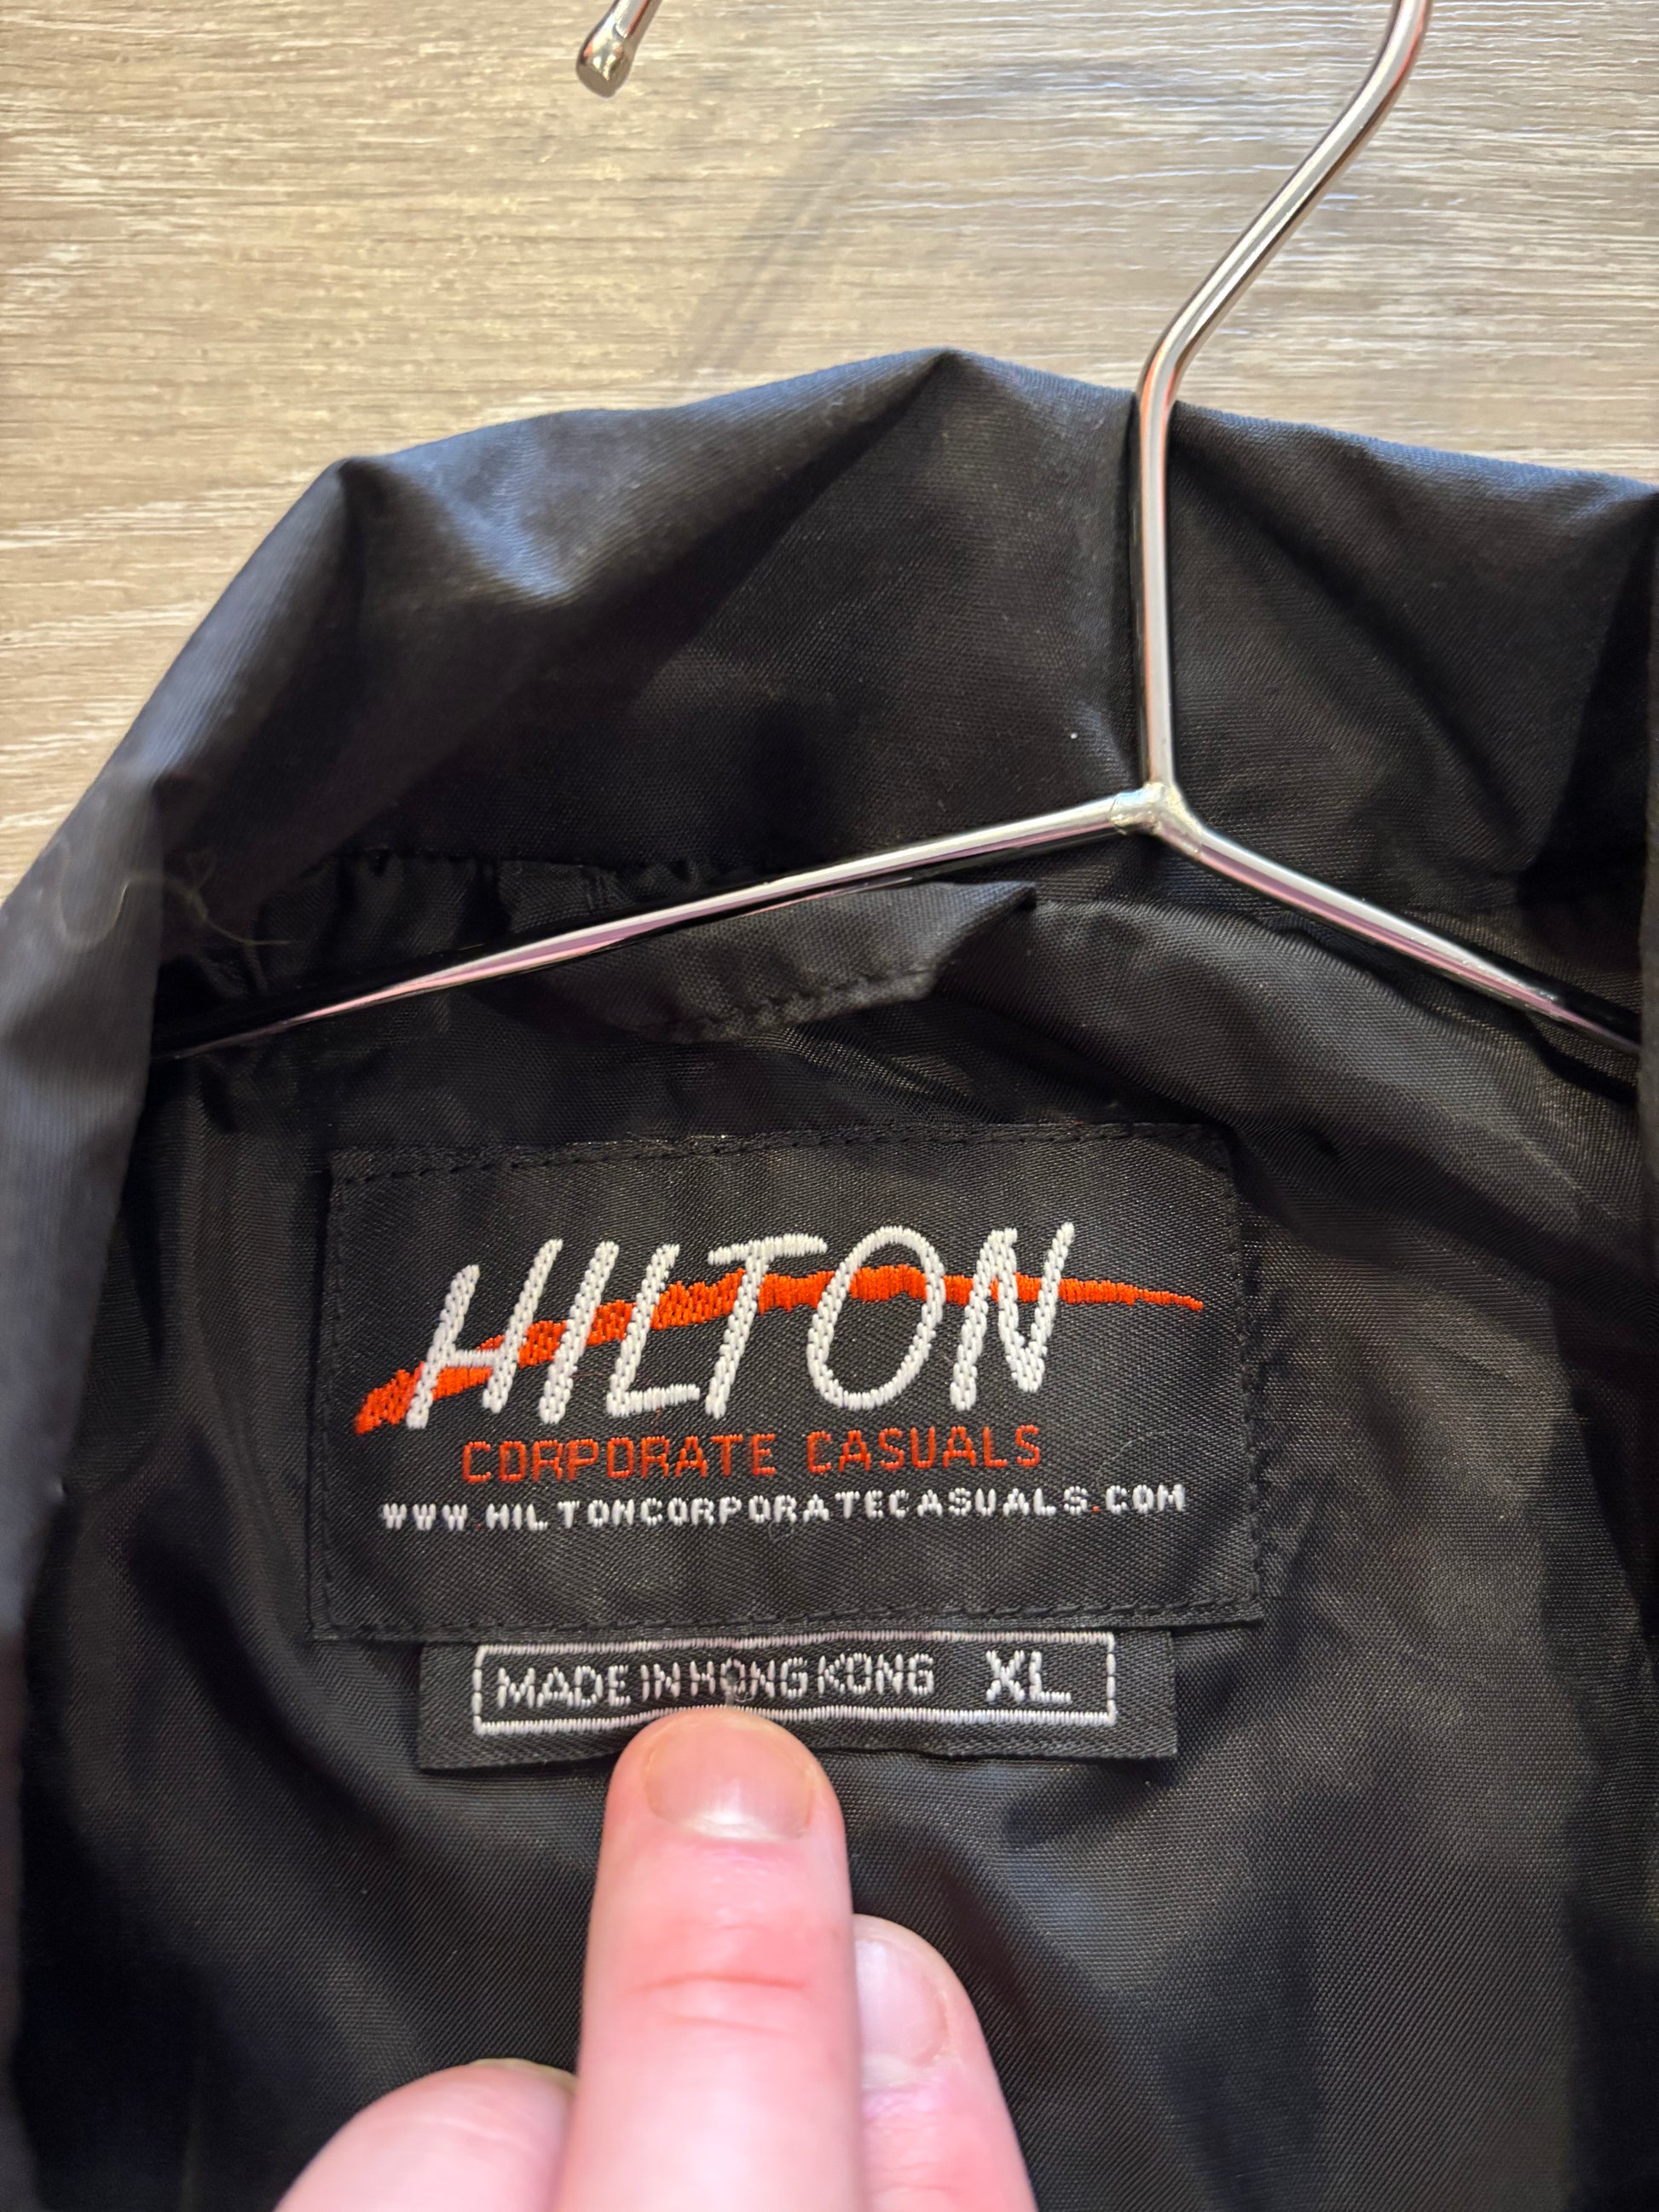 HILTON
CORPORATE CASUALS
WWW.HILTONCORPORATECASUALS.COM
MADE IN HONG KONG XL